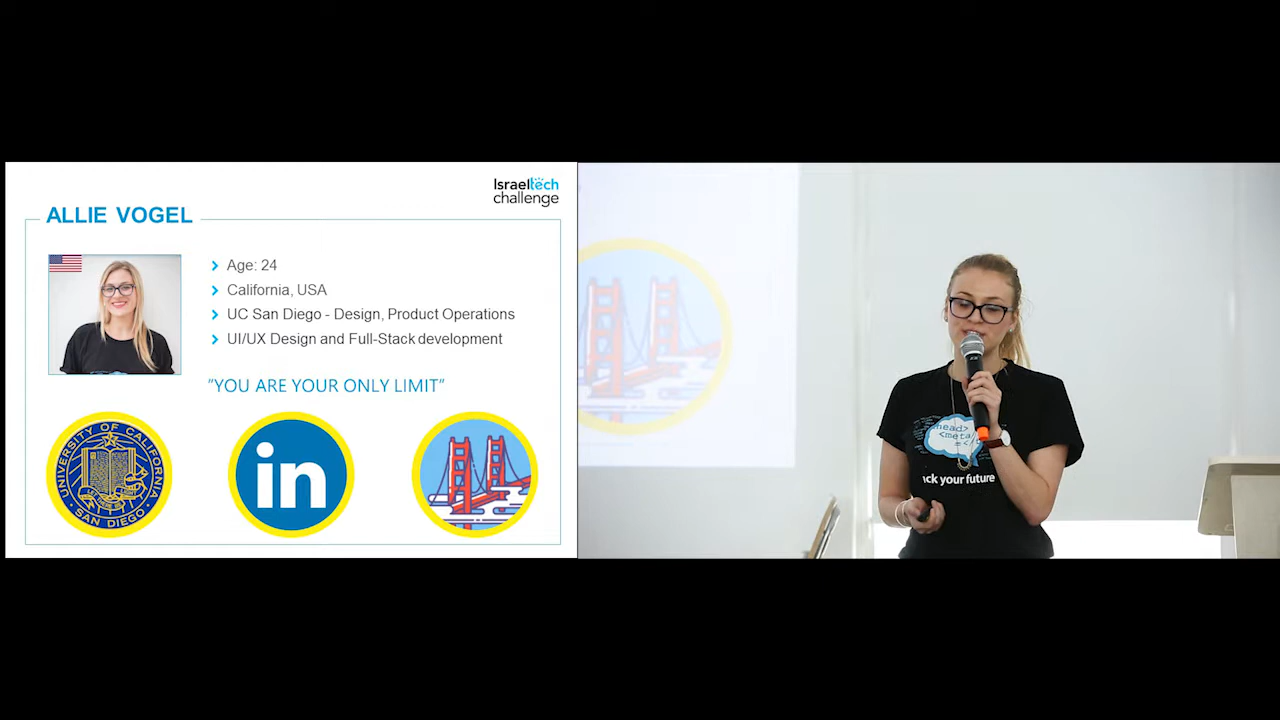 Israeltech
challenge
ALLIE VOGEL
Age: 24
California, USA
UC San Diego - Design, Product Operations
UI/UX Design and Full-Stack development
”YOU ARE YOUR ONLY LIMIT“
UNIVERSITY OF CALIFORNIA
SAN DIEGO
in
head>
<meta
ck your future